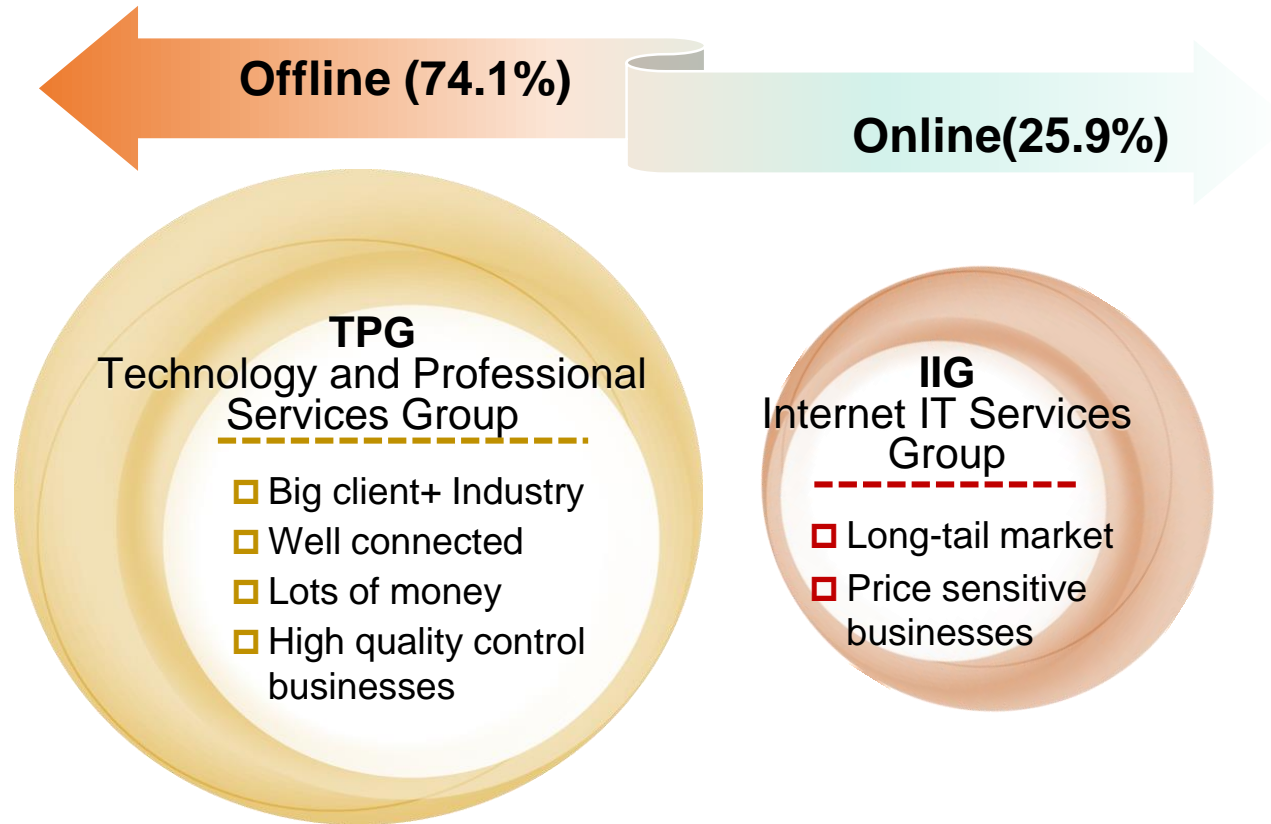 Offline (74.1%)
Online(25.9%)
TPG
Technology and Professional
Services Group
Big client+ Industry
Well connected
Lots of money
High quality control
businesses
IIG
Internet IT Services
Group
Long-tail market
Price sensitive
businesses